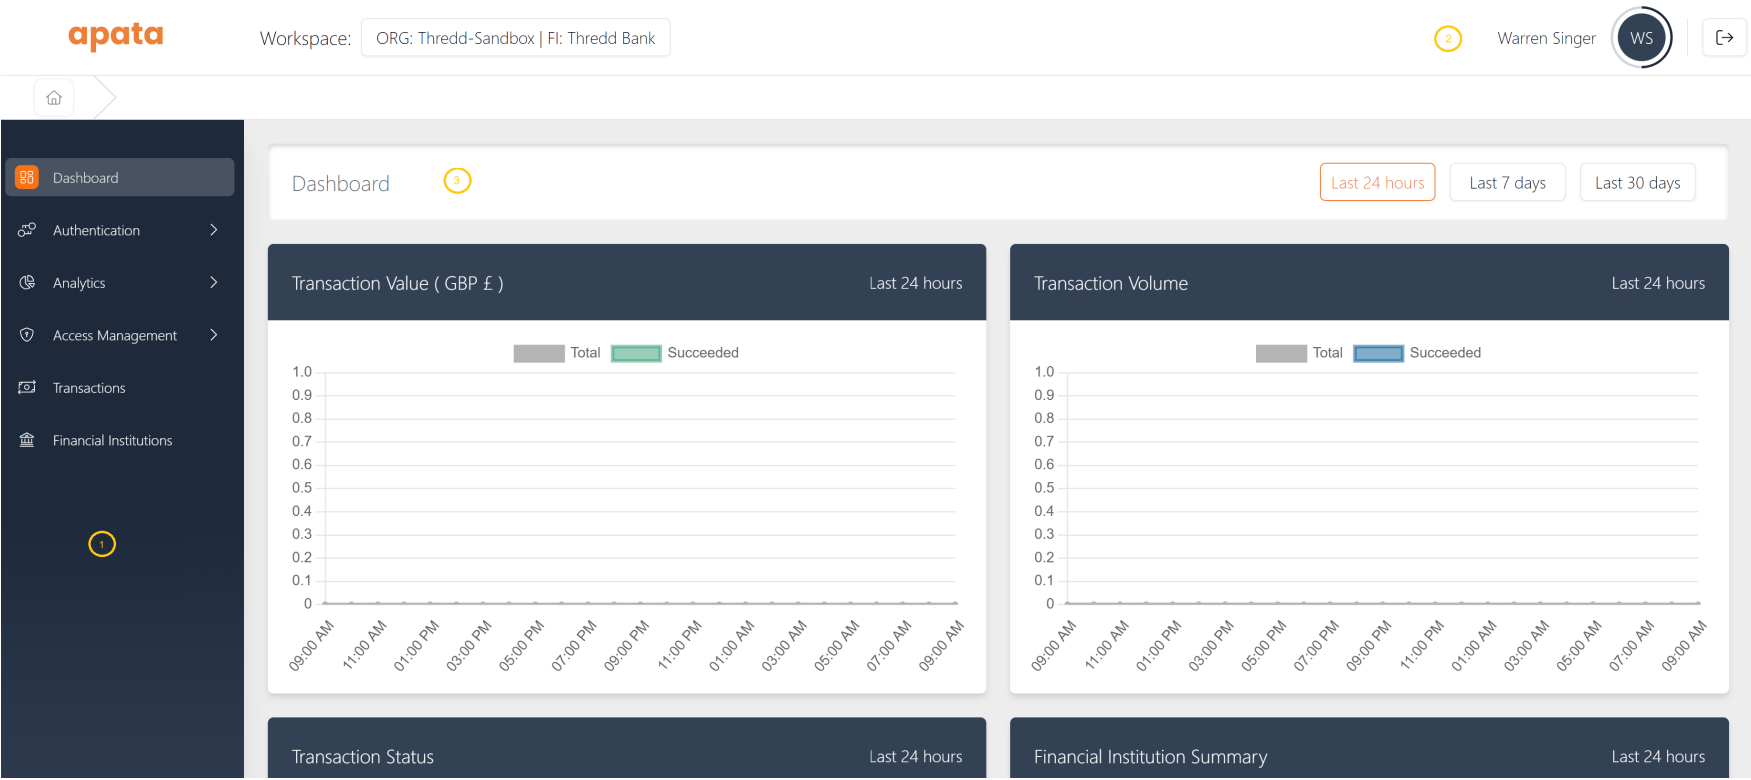 apata
Workspace: ORG: Thredd-Sandbox | FI: Thredd Bank
2
Warren Singer
WS
Dashboard
Authentication
Analytics
Access Management
Transactions
Financial Institutions
1
Dashboard
3
Last 24 hours
Last 7 days
Last 30 days
Transaction Value ( GBP £ )
Last 24 hours
Total
Succeeded
1.0
0.9
0.8
0.7
0.6
0.5
0.4
0.3
0.2
0.1
0
09:00 AM
11:00 AM
01:00 PM
03:00 PM
05:00 PM
07:00 PM
09:00 PM
11:00 PM
01:00 AM
03:00 AM
05:00 AM
07:00 AM
09:00 AM
Transaction Volume
Last 24 hours
Total
Succeeded
1.0
0.9
0.8
0.7
0.6
0.5
0.4
0.3
0.2
0.1
0
09:00 AM
11:00 AM
01:00 PM
03:00 PM
05:00 PM
07:00 PM
09:00 PM
11:00 PM
01:00 AM
03:00 AM
05:00 AM
07:00 AM
09:00 AM
Transaction Status
Last 24 hours
Financial Institution Summary
Last 24 hours